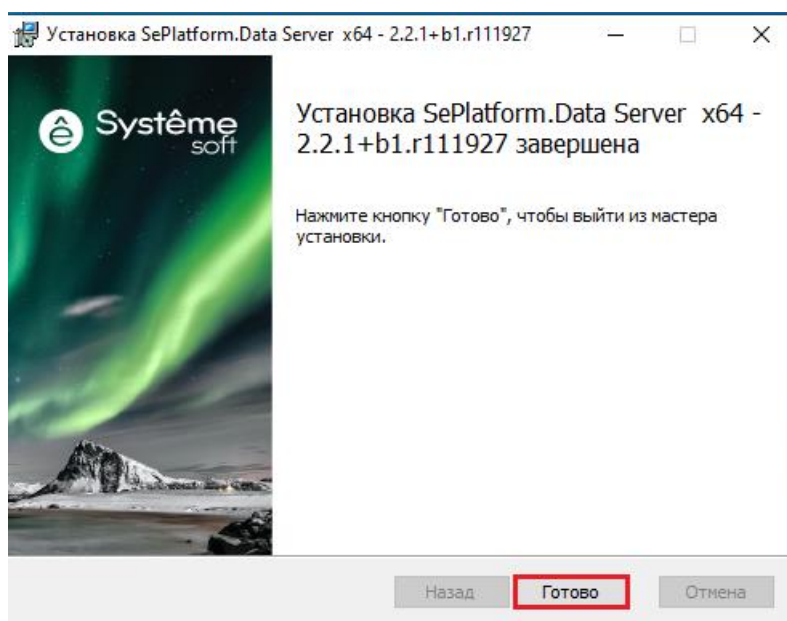 Установка SePlatform.Data Server x64 - 2.2.1+b1.r111927
ê Système
soft
Установка SePlatform.Data Server x64 -
2.2.1+b1.r111927 завершена
Нажмите кнопку "Готово", чтобы выйти из мастера
установки.
Назад
Готово
Отмена